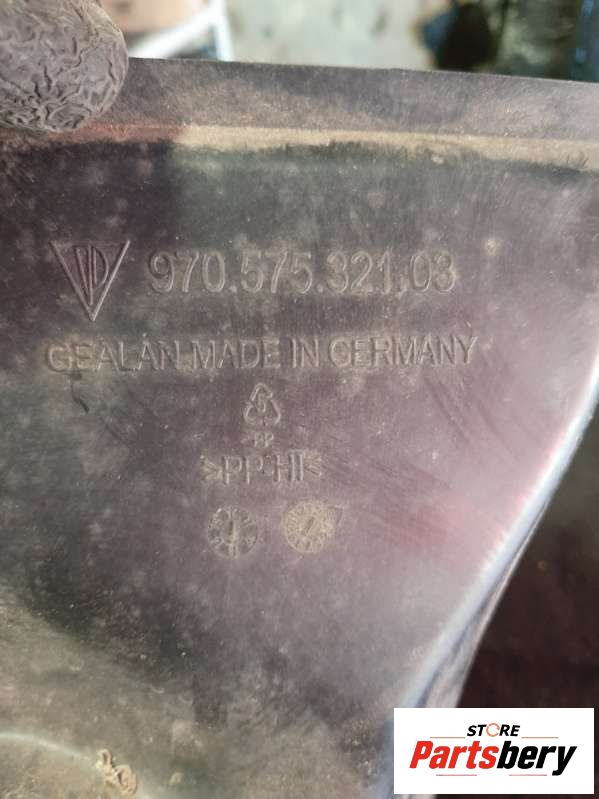 970.575.321.03
GEALAN MADE IN GERMANY
PP
>PP-HI<
STORE
Partsbery